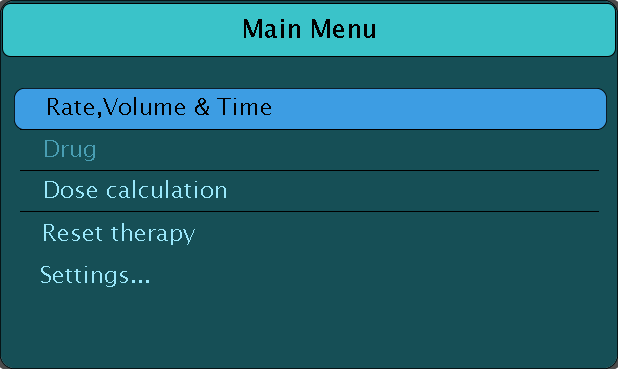 Main Menu
Rate,Volume & Time
Drug
Dose calculation
Reset therapy
Settings...